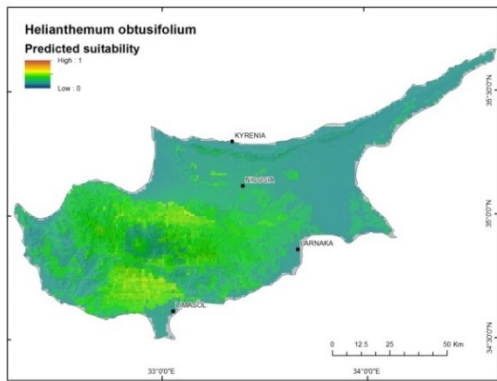 Helianthemum obtusifolium
Predicted suitability
High : 1
Low : 0
KYRENIA
NICOSIA
LARNAKA
LIMASOL
35°30'0"N
35°0'0"N
34°30'0"N
0 12.5 25 50 Km
33°0'0"E
34°0'0"E